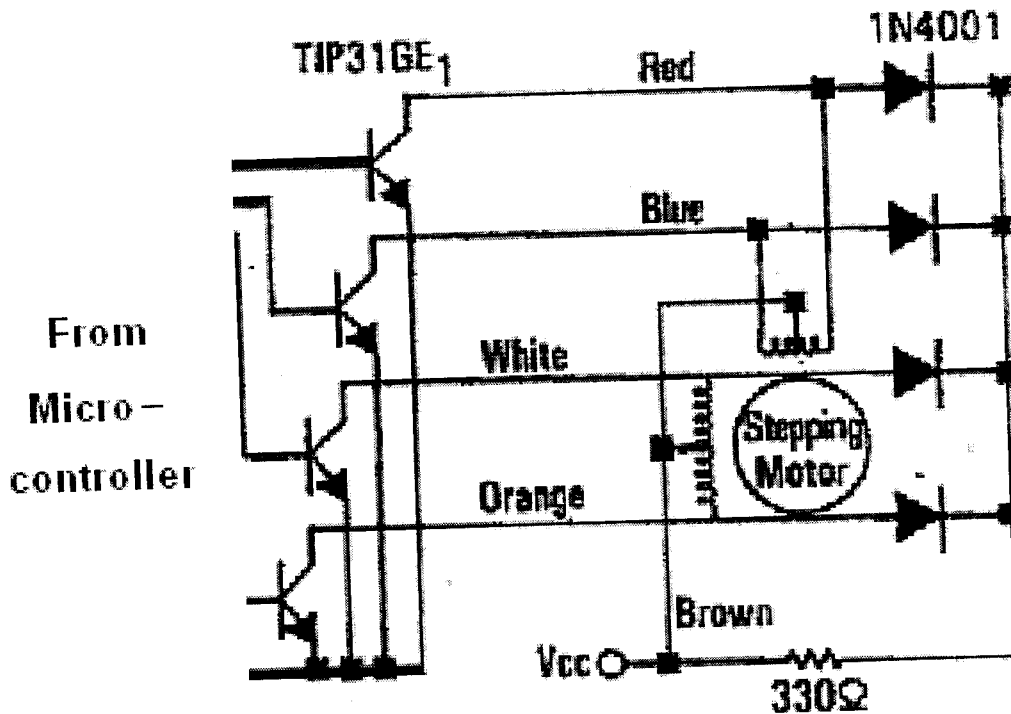 1N4001
TIP31GE1
Red
Blue
From
Micro-
controller
White
Stepping
Motor
Orange
Brown
Vcc
330Ω